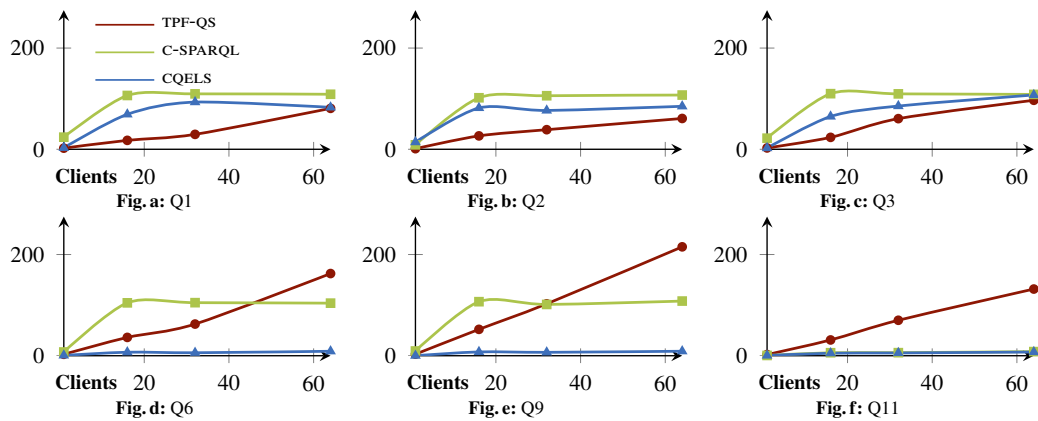 TPF-QS
C-SPARQL
CQELS
200
0
Clients 20 40 60
Fig. a: Q1
200
0
Clients 20 40 60
Fig. b: Q2
200
0
Clients 20 40 60
Fig. c: Q3
200
0
Clients 20 40 60
Fig. d: Q6
200
0
Clients 20 40 60
Fig. e: Q9
200
0
Clients 20 40 60
Fig. f: Q11